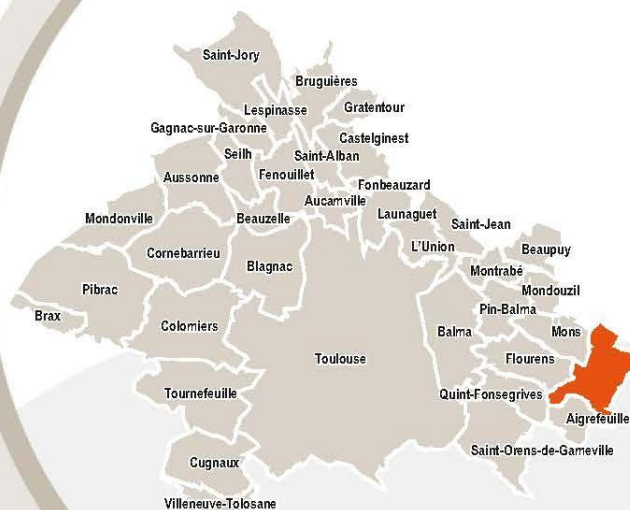 Saint-Jory
Bruguières
Lespinasse
Gratentour
Gagnac-sur-Garonne
Castelginest
Seilh
Saint-Alban
Aussonne
Fenouillet
Fonbeauzard
Aucamville
Launaguet
Mondonville
Beauzelle
Saint-Jean
L'Union
Beaupuy
Cornebarrieu
Blagnac
Montrabé
Pibrac
Mondouzil
Brax
Pin-Balma
Colomiers
Balma
Mons
Toulouse
Flourens
Tournefeuille
Quint-Fonsegrives
Aigrefeuille
Saint-Orens-de-Gameville
Cugnaux
Villeneuve-Tolosane